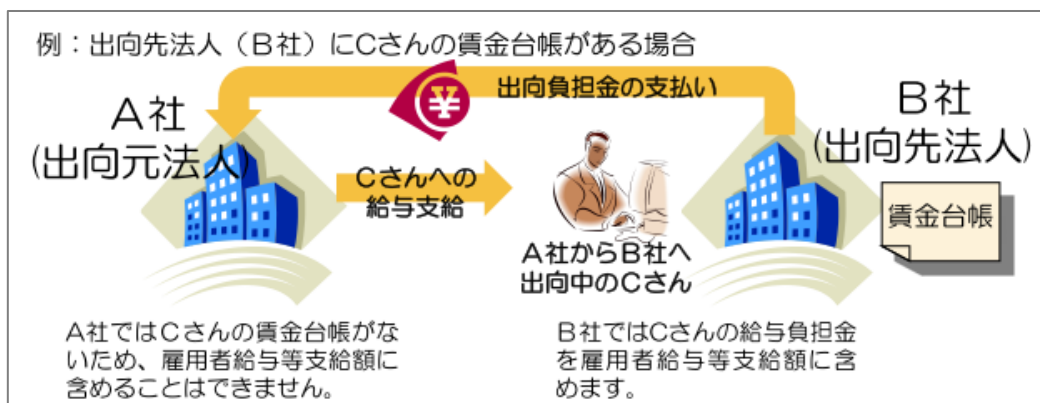 例：出向先法人（B社）にCさんの賃金台帳がある場合
出向負担金の支払い
￥
A社
(出向元法人)
B社
(出向先法人)
Cさんへの
給与支給
賃金台帳
A社からB社へ
出向中のCさん
A社ではCさんの賃金台帳がな
いため、雇用者給与等支給額に
含めることはできません。
B社ではCさんの給与負担金
を雇用者給与等支給額に含
めます。